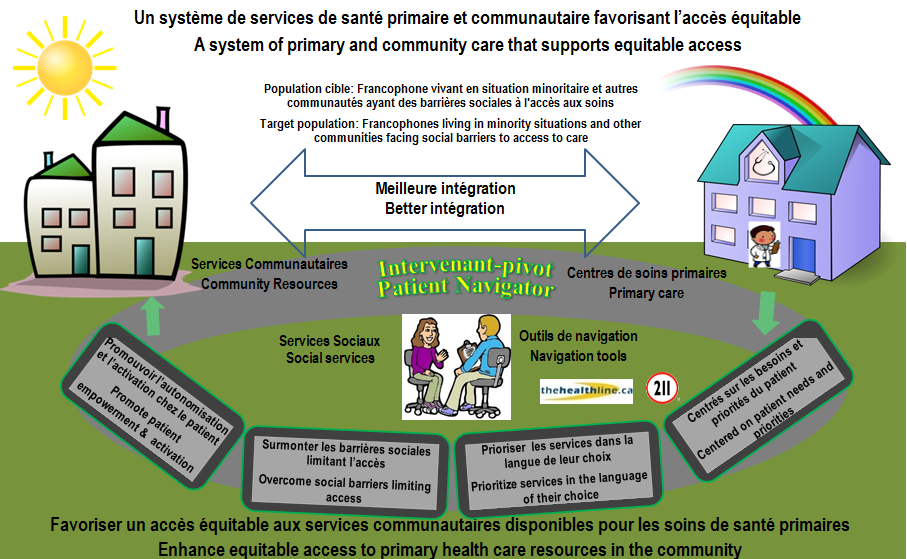 Un système de services de santé primaire et communautaire favorisant l'accès équitable
A system of primary and community care that supports equitable access
Population cible: Francophone vivant en situation minoritaire et autres
communautés ayant des barrières sociales à l'accès aux soins
Target population: Francophones living in minority situations and other
communities facing social barriers to access to care
Meilleure intégration
Better intégration
Services Communautaires
Community Resources
Intervenant-pivot
Patient Navigator
Centres de soins primaires
Primary care
Services Sociaux
Social services
Outils de navigation
Navigation tools
thehealthline.ca
211
Promouvoir l'autonomisation
et l'activation chez le patient
Promote patient
empowerment & activation
Surmonter les barrières sociales
limitant l'accès
Overcome social barriers limiting
access
Prioriser les services dans la
langue de leur choix
Prioritize services in the language
of their choice
Centrés sur les besoins et
priorités du patient
Centered on patient needs and
priorities
Favoriser un accès équitable aux services communautaires disponibles pour les soins de santé primaires
Enhance equitable access to primary health care resources in the community